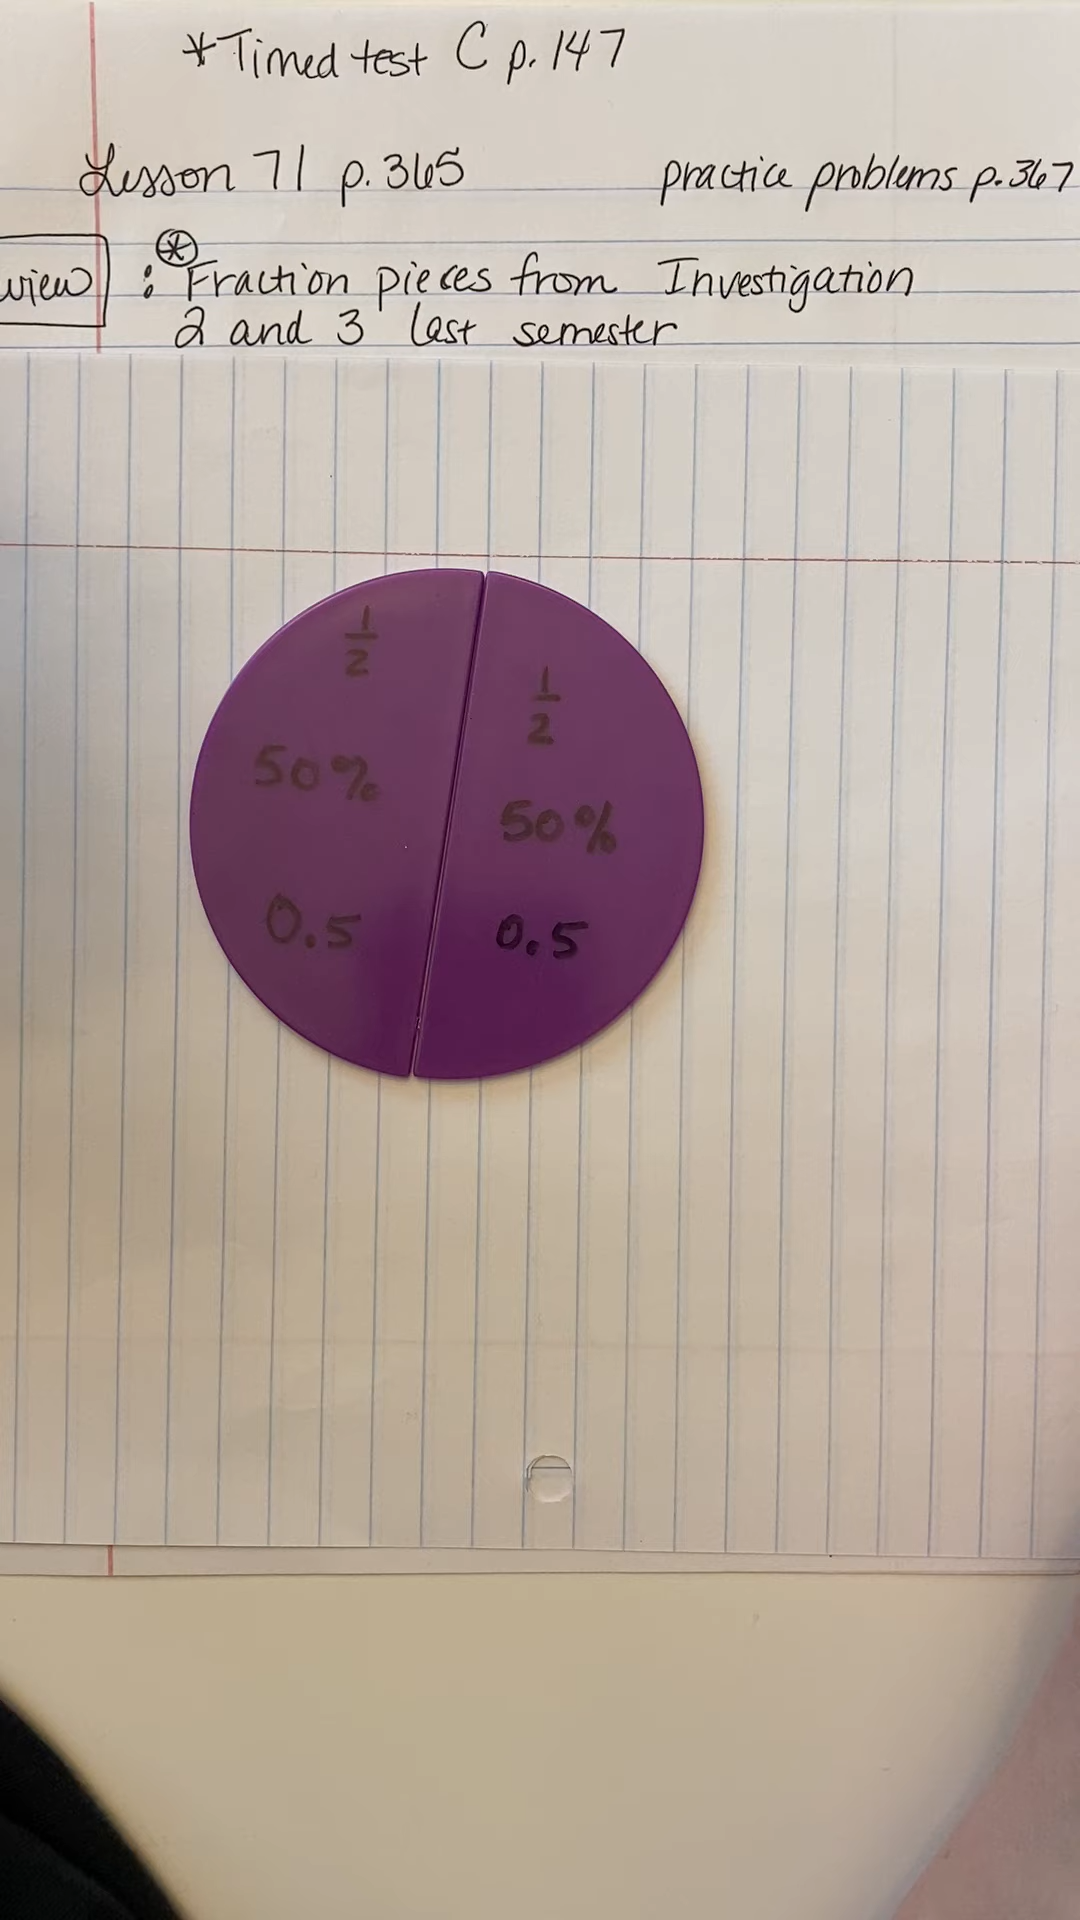 *Timed test C p.147
Lesson 71 p.365 practice problems p.367
view : * Fraction pieces from Investigation
2 and 3 last semester
1/2
50%
0.5
1/2
50%
0.5